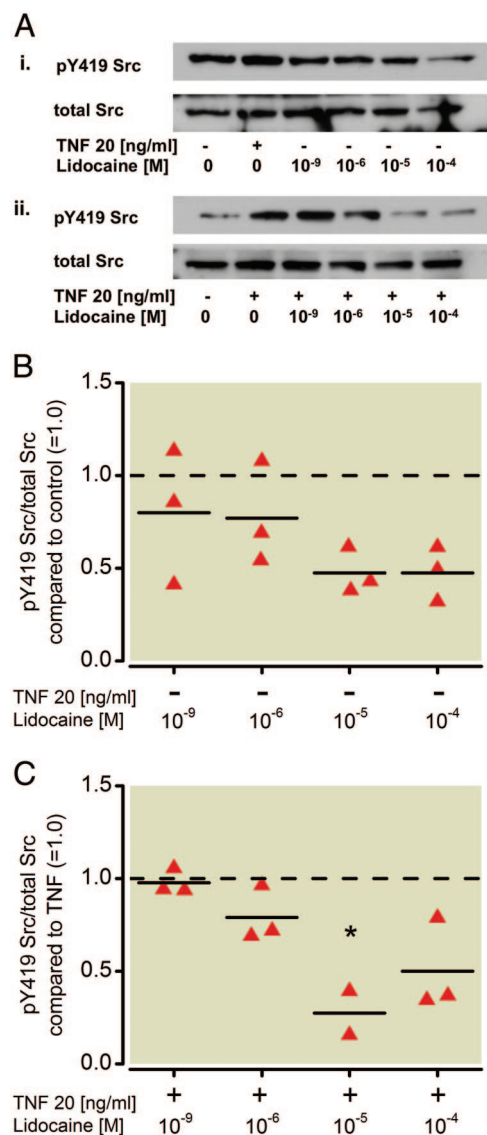 A
i. pY419 Src
total Src
TNF 20 [ng/ml] - + - - - -
Lidocaine [M] 0 0 10⁻⁹ 10⁻⁶ 10⁻⁵ 10⁻⁴
ii. pY419 Src
total Src
TNF 20 [ng/ml] - + + + + +
Lidocaine [M] 0 0 10⁻⁹ 10⁻⁶ 10⁻⁵ 10⁻⁴
B
pY419 Src/total Src
compared to control (=1.0)
1.5
1.0
0.5
0.0
TNF 20 [ng/ml] - - - -
Lidocaine [M] 10⁻⁹ 10⁻⁶ 10⁻⁵ 10⁻⁴
C
pY419 Src/total Src
compared to TNF (=1.0)
1.5
1.0
*
0.5
0.0
TNF 20 [ng/ml] + + + +
Lidocaine [M] 10⁻⁹ 10⁻⁶ 10⁻⁵ 10⁻⁴